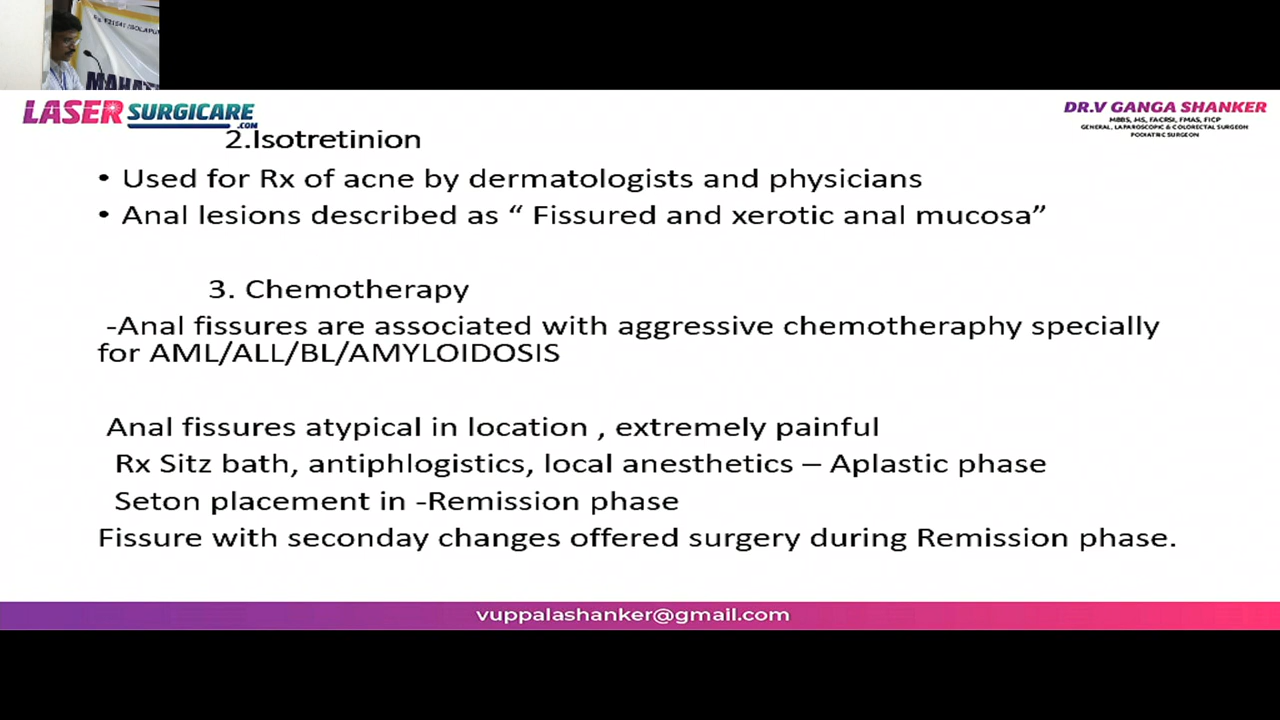 MAHAT
LASER SURGICARE
.COM
DR.V GANGA SHANKER
MBBS, MS, FACRSI, FMAS, FICP
GENERAL, LAPAROSCOPIC & COLORECTAL SURGEON
PODIATRIC SURGEON
2.Isotretinion
• Used for Rx of acne by dermatologists and physicians
• Anal lesions described as “ Fissured and xerotic anal mucosa”
3. Chemotherapy
-Anal fissures are associated with aggressive chemotheraphy specially
for AML/ALL/BL/AMYLOIDOSIS
Anal fissures atypical in location , extremely painful
Rx Sitz bath, antiphlogistics, local anesthetics – Aplastic phase
Seton placement in -Remission phase
Fissure with seconday changes offered surgery during Remission phase.
vuppalashanker@gmail.com